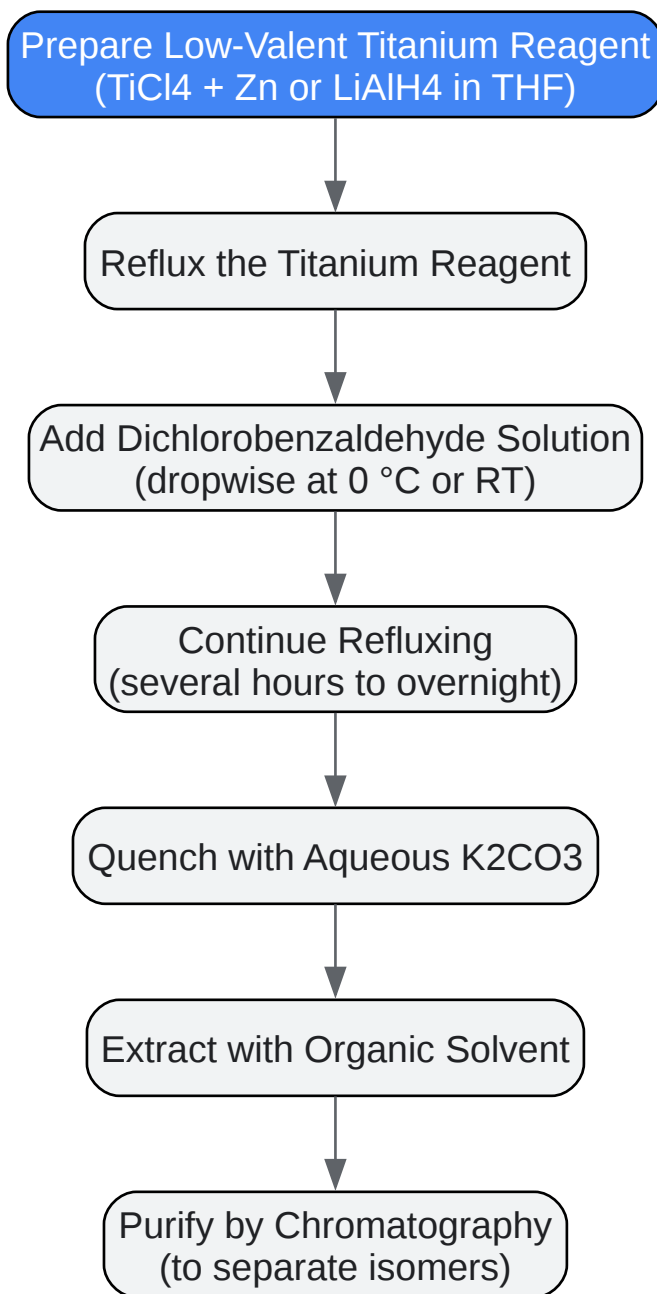 Prepare Low-Valent Titanium Reagent
(TiCl4 + Zn or LiAlH4 in THF)
Reflux the Titanium Reagent
Add Dichlorobenzaldehyde Solution
(dropwise at 0 °C or RT)
Continue Refluxing
(several hours to overnight)
Quench with Aqueous K2CO3
Extract with Organic Solvent
Purify by Chromatography
(to separate isomers)